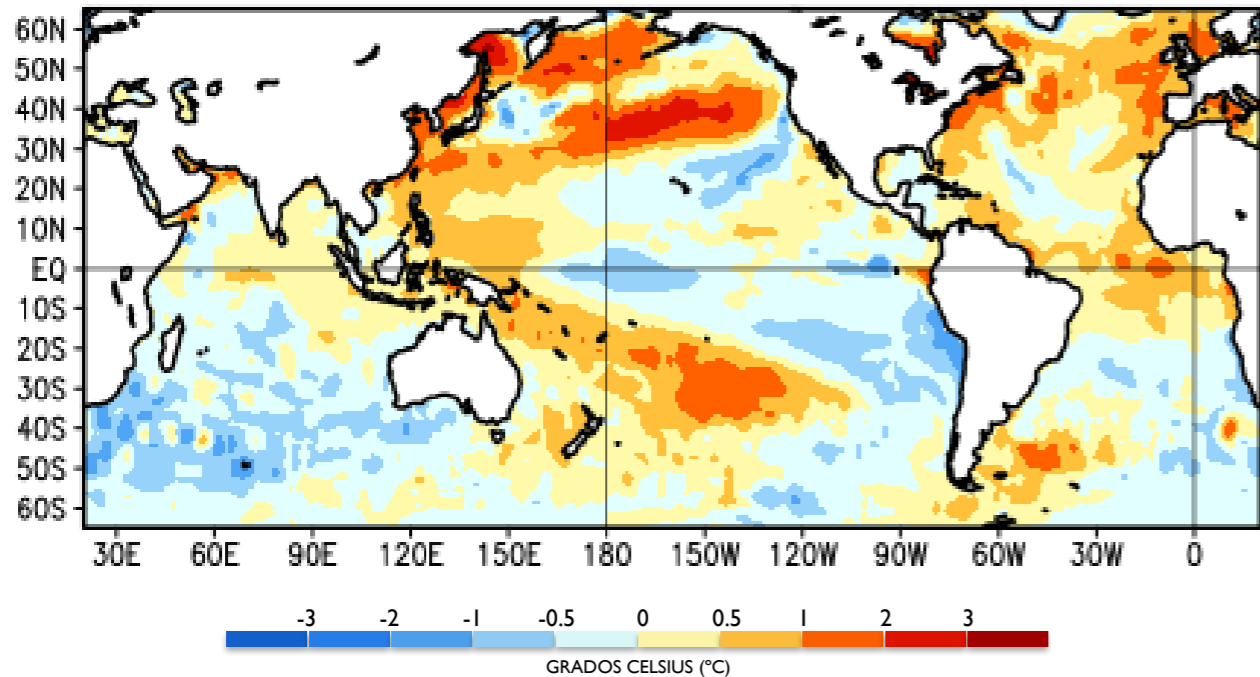 60N
50N
40N
30N
20N
10N
EQ
10S
20S
30S
40S
50S
60S
30E 60E 90E 120E 150E 180 150W 120W 90W 60W 30W 0
-3 -2 -1 -0.5 0 0.5 1 2 3
GRADOS CELSIUS (°C)